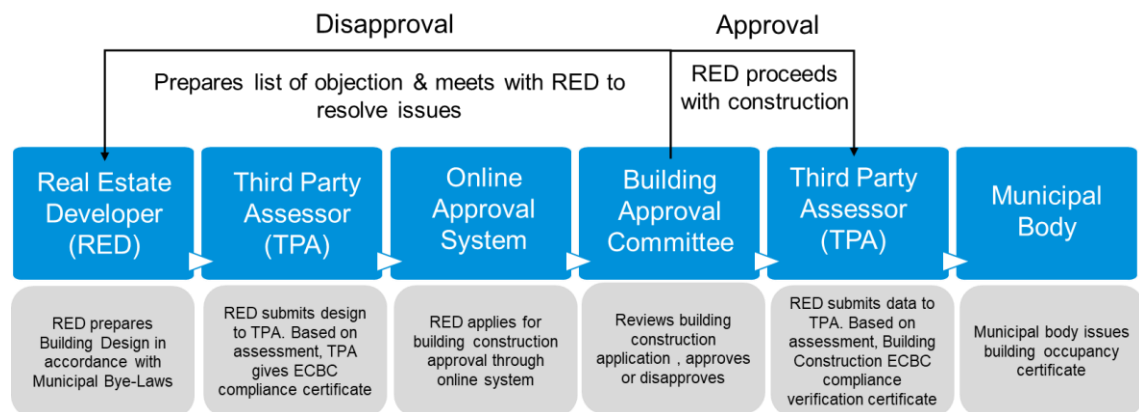 Disapproval
Approval
Prepares list of objection & meets with RED to
resolve issues
RED proceeds
with construction
Real Estate
Developer
(RED)
Third Party
Assessor
(TPA)
Online
Approval
System
Building
Approval
Committee
Third Party
Assessor
(TPA)
Municipal
Body
RED prepares
Building Design in
accordance with
Municipal Bye-Laws
RED submits design
to TPA. Based on
assessment, TPA
gives ECBC
compliance certificate
RED applies for
building construction
approval through
online system
Reviews building
construction
application , approves
or disapproves
RED submits data to
TPA. Based on
assessment, Building
Construction ECBC
compliance
verification certificate
Municipal body issues
building occupancy
certificate